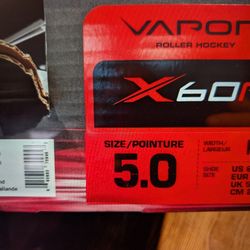 VAPOR
ROLLER HOCKEY
X60
SIZE/POINTURE
5.0
WIDTH/
LARGEUR
SHOE
SIZE
US
EUR
UK
CM